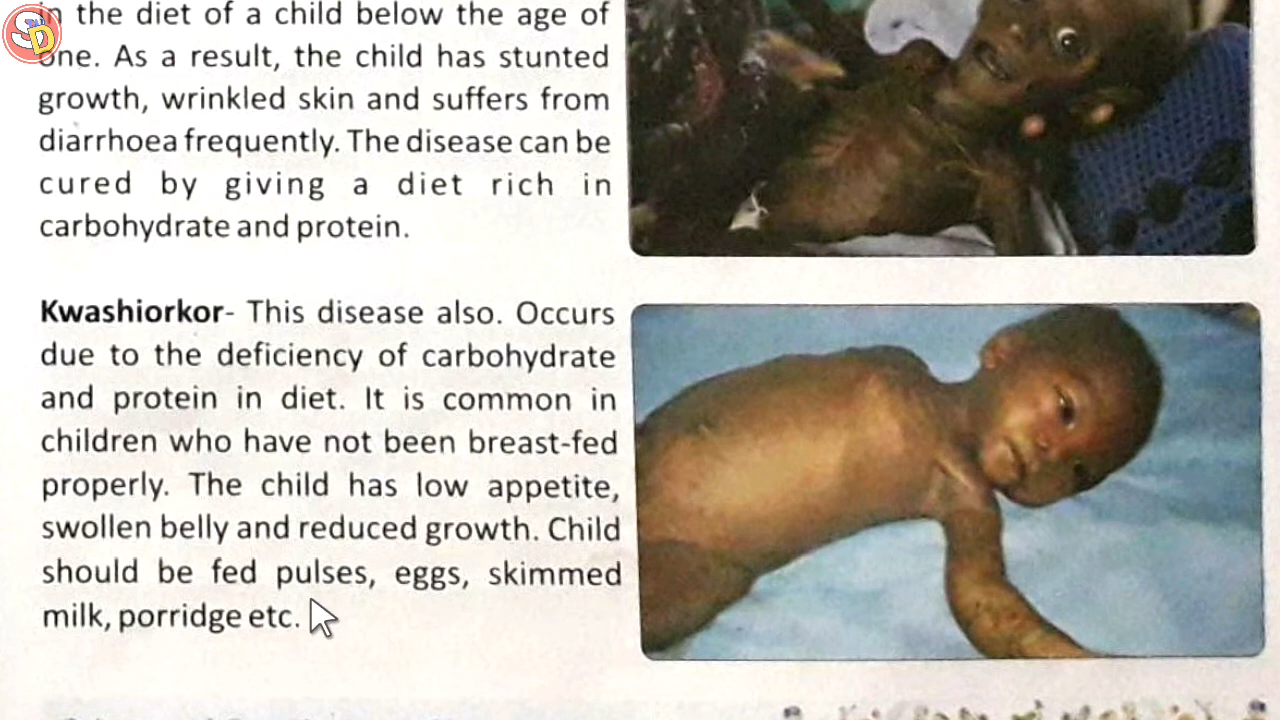 in the diet of a child below the age of
one. As a result, the child has stunted
growth, wrinkled skin and suffers from
diarrhoea frequently. The disease can be
cured by giving a diet rich in
carbohydrate and protein.
Kwashiorkor- This disease also. Occurs
due to the deficiency of carbohydrate
and protein in diet. It is common in
children who have not been breast-fed
properly. The child has low appetite,
swollen belly and reduced growth. Child
should be fed pulses, eggs, skimmed
milk, porridge etc.